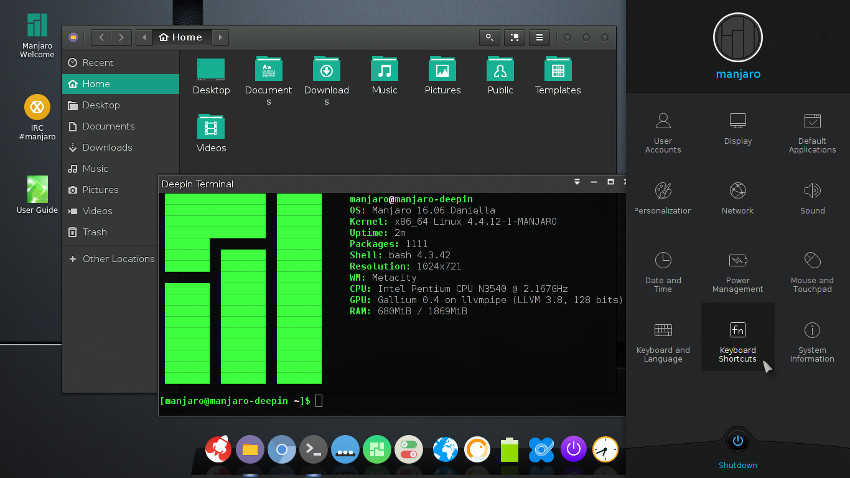 Manjaro
Welcome
IRC
#manjaro
User Guide
Home
Recent
Home
Desktop
Documents
Downloads
Music
Pictures
Videos
Trash
Other Locations
Desktop
Document
s
Download
s
Music
Pictures
Public
Templates
Videos
Deepin Terminal
manjaro@manjaro-deepin
OS: Manjaro 16.06 Daniella
Kernel: x86_64 Linux 4.4.12-1-MANJARO
Uptime: 2m
Packages: 1111
Shell: bash 4.3.42
Resolution: 1024x721
WM: Metacity
CPU: Intel Pentium CPU N3540 @ 2.167GHz
GPU: Gallium 0.4 on llvmpipe (LLVM 3.8, 128 bits)
RAM: 680MiB / 1869MiB
[manjaro@manjaro-deepin ~]$
manjaro
User
Accounts
Display
Default
Applications
Personalization
Network
Sound
Date and
Time
Power
Management
Mouse and
Touchpad
Keyboard and
Language
fn
Keyboard
Shortcuts
System
Information
Shutdown